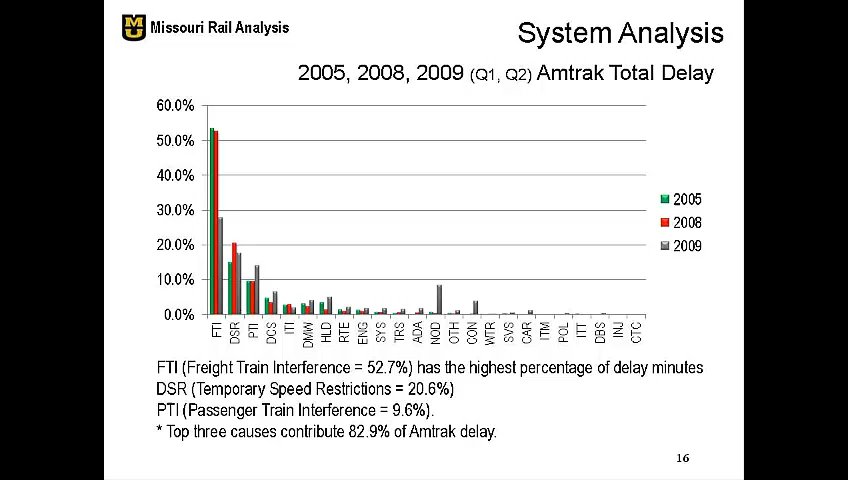 MU
Missouri Rail Analysis
System Analysis
2005, 2008, 2009 (Q1, Q2) Amtrak Total Delay
60.0%
50.0%
40.0%
30.0%
20.0%
10.0%
0.0%
FTI
DSR
PTI
DCS
ITI
DMW
HLD
RTE
ENG
SYS
TRS
ADA
NOD
OTH
CON
WTR
SVS
CAR
ITM
POL
ITT
DBS
INJ
CTC
2005
2008
2009
FTI (Freight Train Interference = 52.7%) has the highest percentage of delay minutes
DSR (Temporary Speed Restrictions = 20.6%)
PTI (Passenger Train Interference = 9.6%).
* Top three causes contribute 82.9% of Amtrak delay.
16